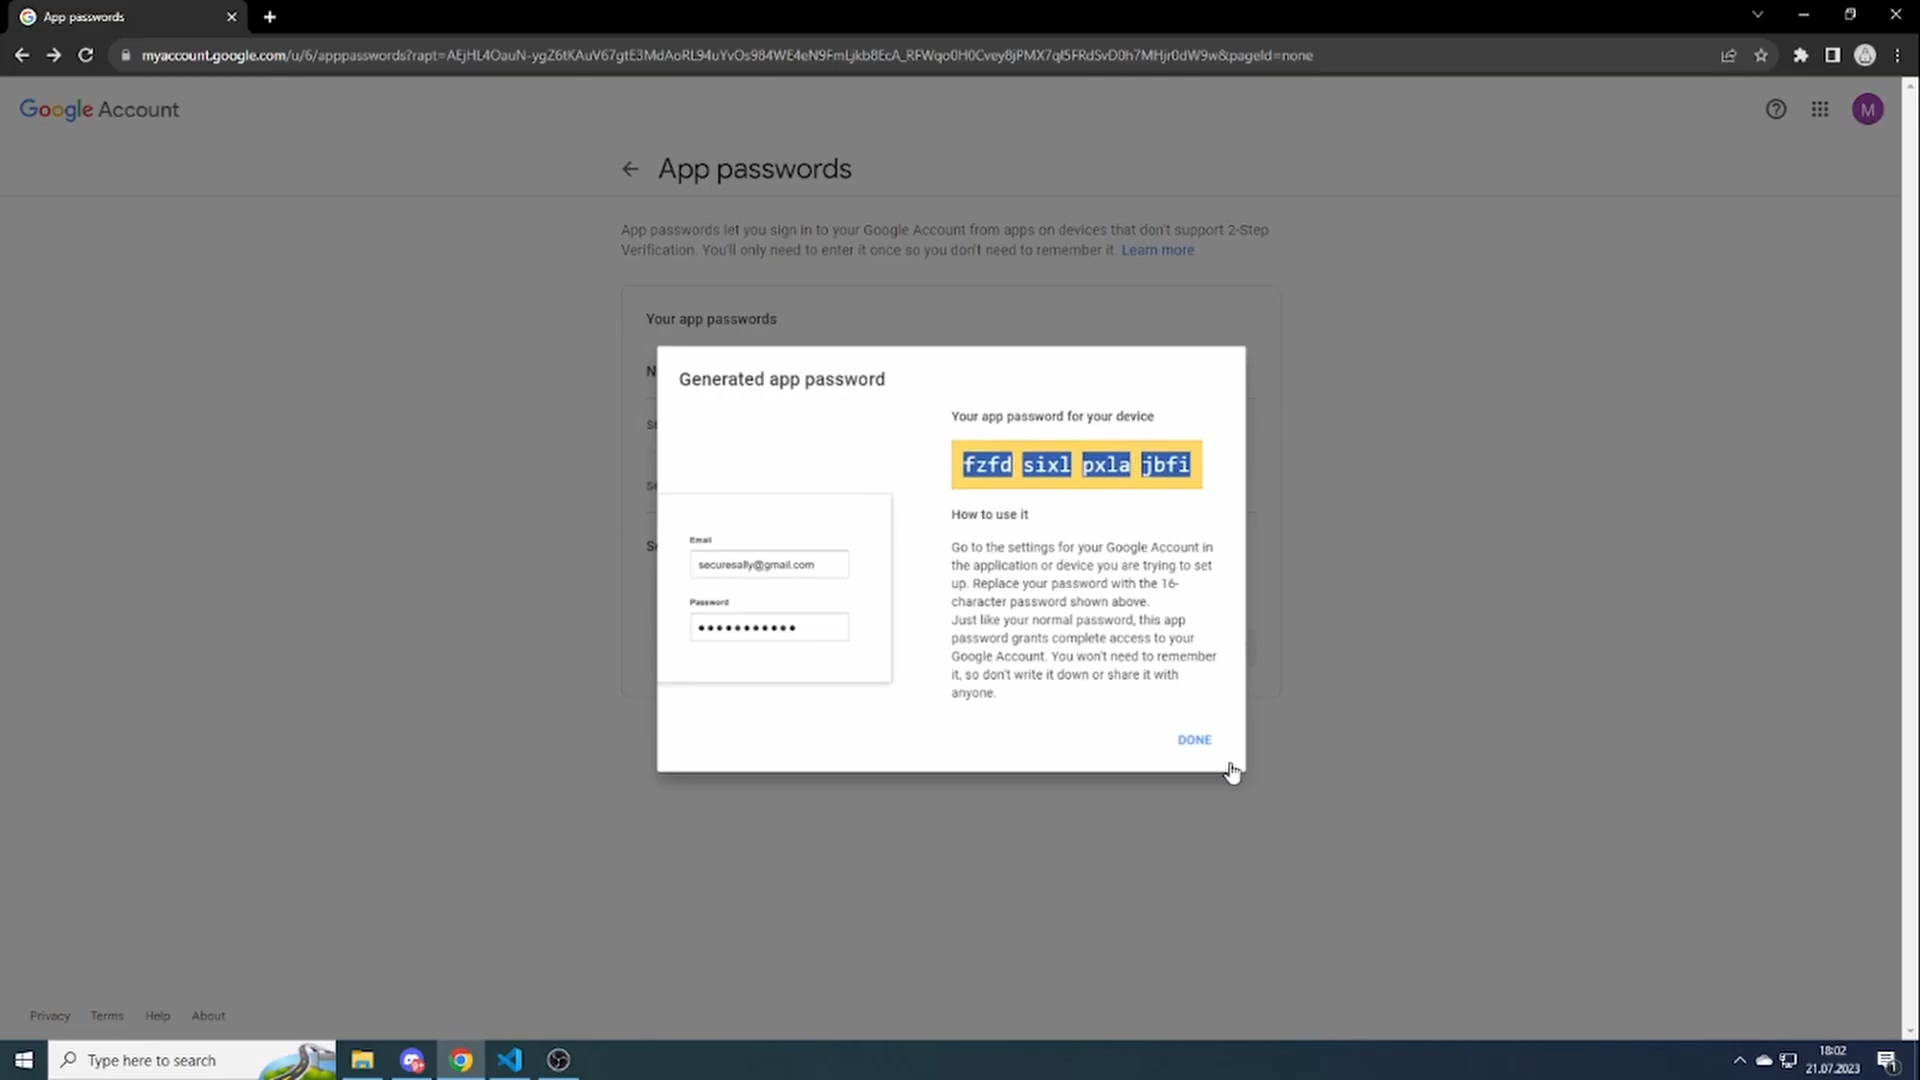 App passwords
myaccount.google.com/u/6/apppasswords?rapt=AEjHL4OauN-ygZ6tKAuV67gtE3MdAoRL94uYvOs984WE4eN9FmLjkb8EcA_RFWqo0H0Cvey8jPMX7qI5FRdSvD0h7MHjr0dW9w&pageId=none
Google Account
M
App passwords
App passwords let you sign in to your Google Account from apps on devices that don't support 2-Step
Verification. You'll only need to enter it once so you don't need to remember it. Learn more
Your app passwords
N
Generated app password
Your app password for your device
fzfd sixl pxla jbfi
se
se
Se
Email
securesally@gmail.com
Password
How to use it
Go to the settings for your Google Account in
the application or device you are trying to set
up. Replace your password with the 16-
character password shown above.
Just like your normal password, this app
password grants complete access to your
Google Account. You won't need to remember
it, so don't write it down or share it with
anyone.
DONE
Privacy Terms Help About
Type here to search
18:02
21.07.2023
1